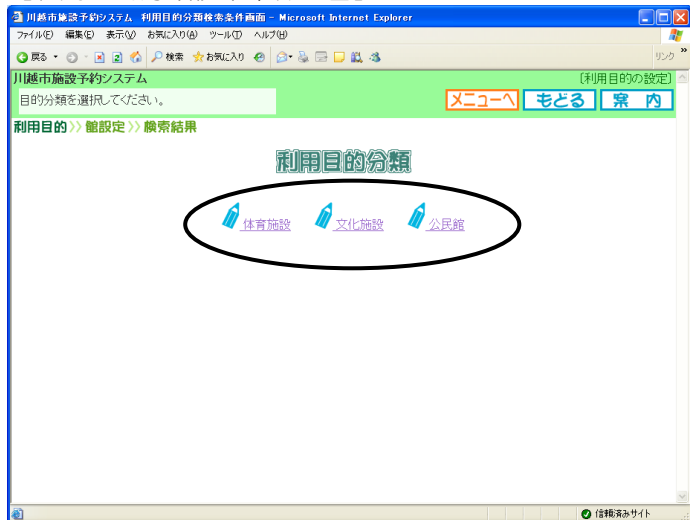 川越市施設予約システム 利用目的分類検索条件画面 - Microsoft Internet Explorer
ファイル(F) 編集(E) 表示(V) お気に入り(A) ツール(T) ヘルプ(H)
戻る 検索 お気に入り リンク »
川越市施設予約システム [利用目的の設定]
目的分類を選択してください。 メニューへ もどる 案内
利用目的>> 館設定>> 検索結果
利用目的分類
体育施設 文化施設 公民館
信頼済みサイト